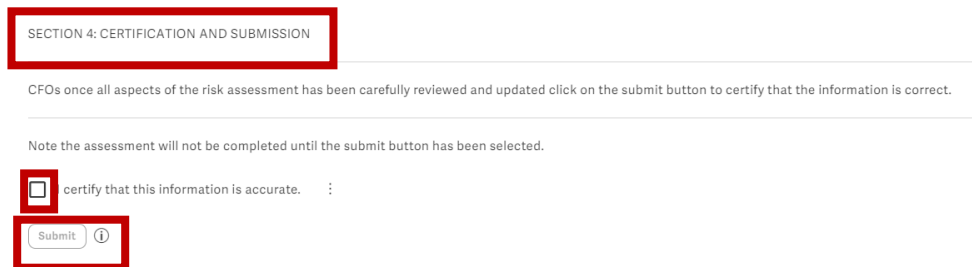 SECTION 4: CERTIFICATION AND SUBMISSION
CFOs once all aspects of the risk assessment has been carefully reviewed and updated click on the submit button to certify that the information is correct.
Note the assessment will not be completed until the submit button has been selected.
certify that this information is accurate.
Submit